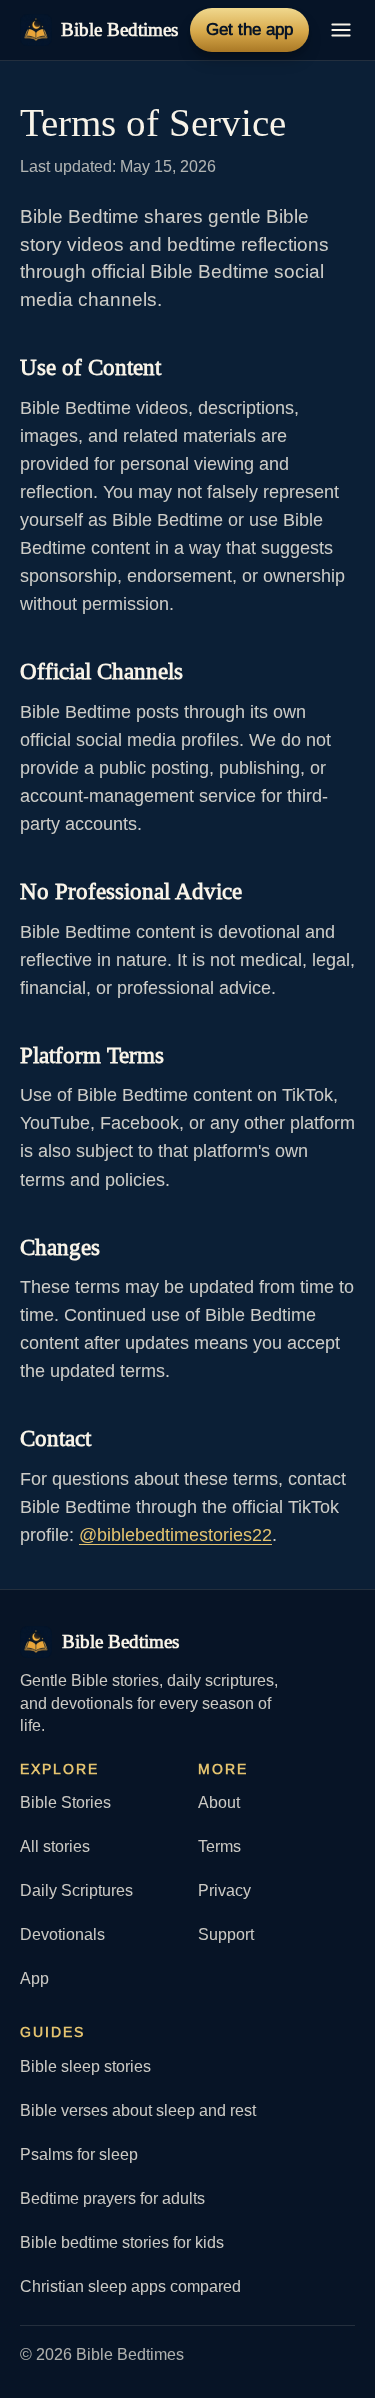 Bible Bedtimes
Get the app
Terms of Service
Last updated: May 15, 2026
Bible Bedtime shares gentle Bible
story videos and bedtime reflections
through official Bible Bedtime social
media channels.
Use of Content
Bible Bedtime videos, descriptions,
images, and related materials are
provided for personal viewing and
reflection. You may not falsely represent
yourself as Bible Bedtime or use Bible
Bedtime content in a way that suggests
sponsorship, endorsement, or ownership
without permission.
Official Channels
Bible Bedtime posts through its own
official social media profiles. We do not
provide a public posting, publishing, or
account-management service for third-
party accounts.
No Professional Advice
Bible Bedtime content is devotional and
reflective in nature. It is not medical, legal,
financial, or professional advice.
Platform Terms
Use of Bible Bedtime content on TikTok,
YouTube, Facebook, or any other platform
is also subject to that platform's own
terms and policies.
Changes
These terms may be updated from time to
time. Continued use of Bible Bedtime
content after updates means you accept
the updated terms.
Contact
For questions about these terms, contact
Bible Bedtime through the official TikTok
profile: @biblebedtimestories22.
Bible Bedtimes
Gentle Bible stories, daily scriptures,
and devotionals for every season of
life.
EXPLORE
Bible Stories
All stories
Daily Scriptures
Devotionals
App
MORE
About
Terms
Privacy
Support
GUIDES
Bible sleep stories
Bible verses about sleep and rest
Psalms for sleep
Bedtime prayers for adults
Bible bedtime stories for kids
Christian sleep apps compared
© 2026 Bible Bedtimes